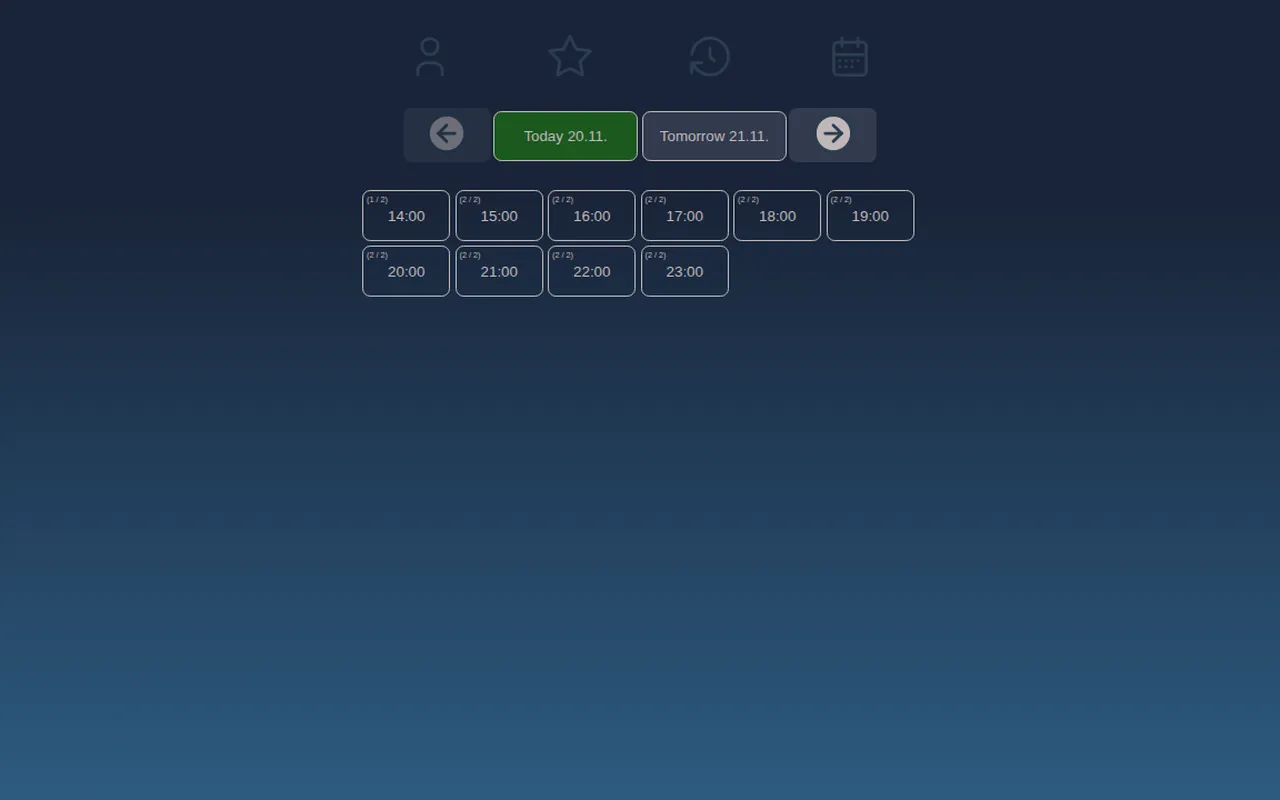 Today 20.11. Tomorrow 21.11.
(1 / 2) (2 / 2) (2 / 2) (2 / 2) (2 / 2) (2 / 2)
14:00 15:00 16:00 17:00 18:00 19:00
(2 / 2) (2 / 2) (2 / 2) (2 / 2)
20:00 21:00 22:00 23:00